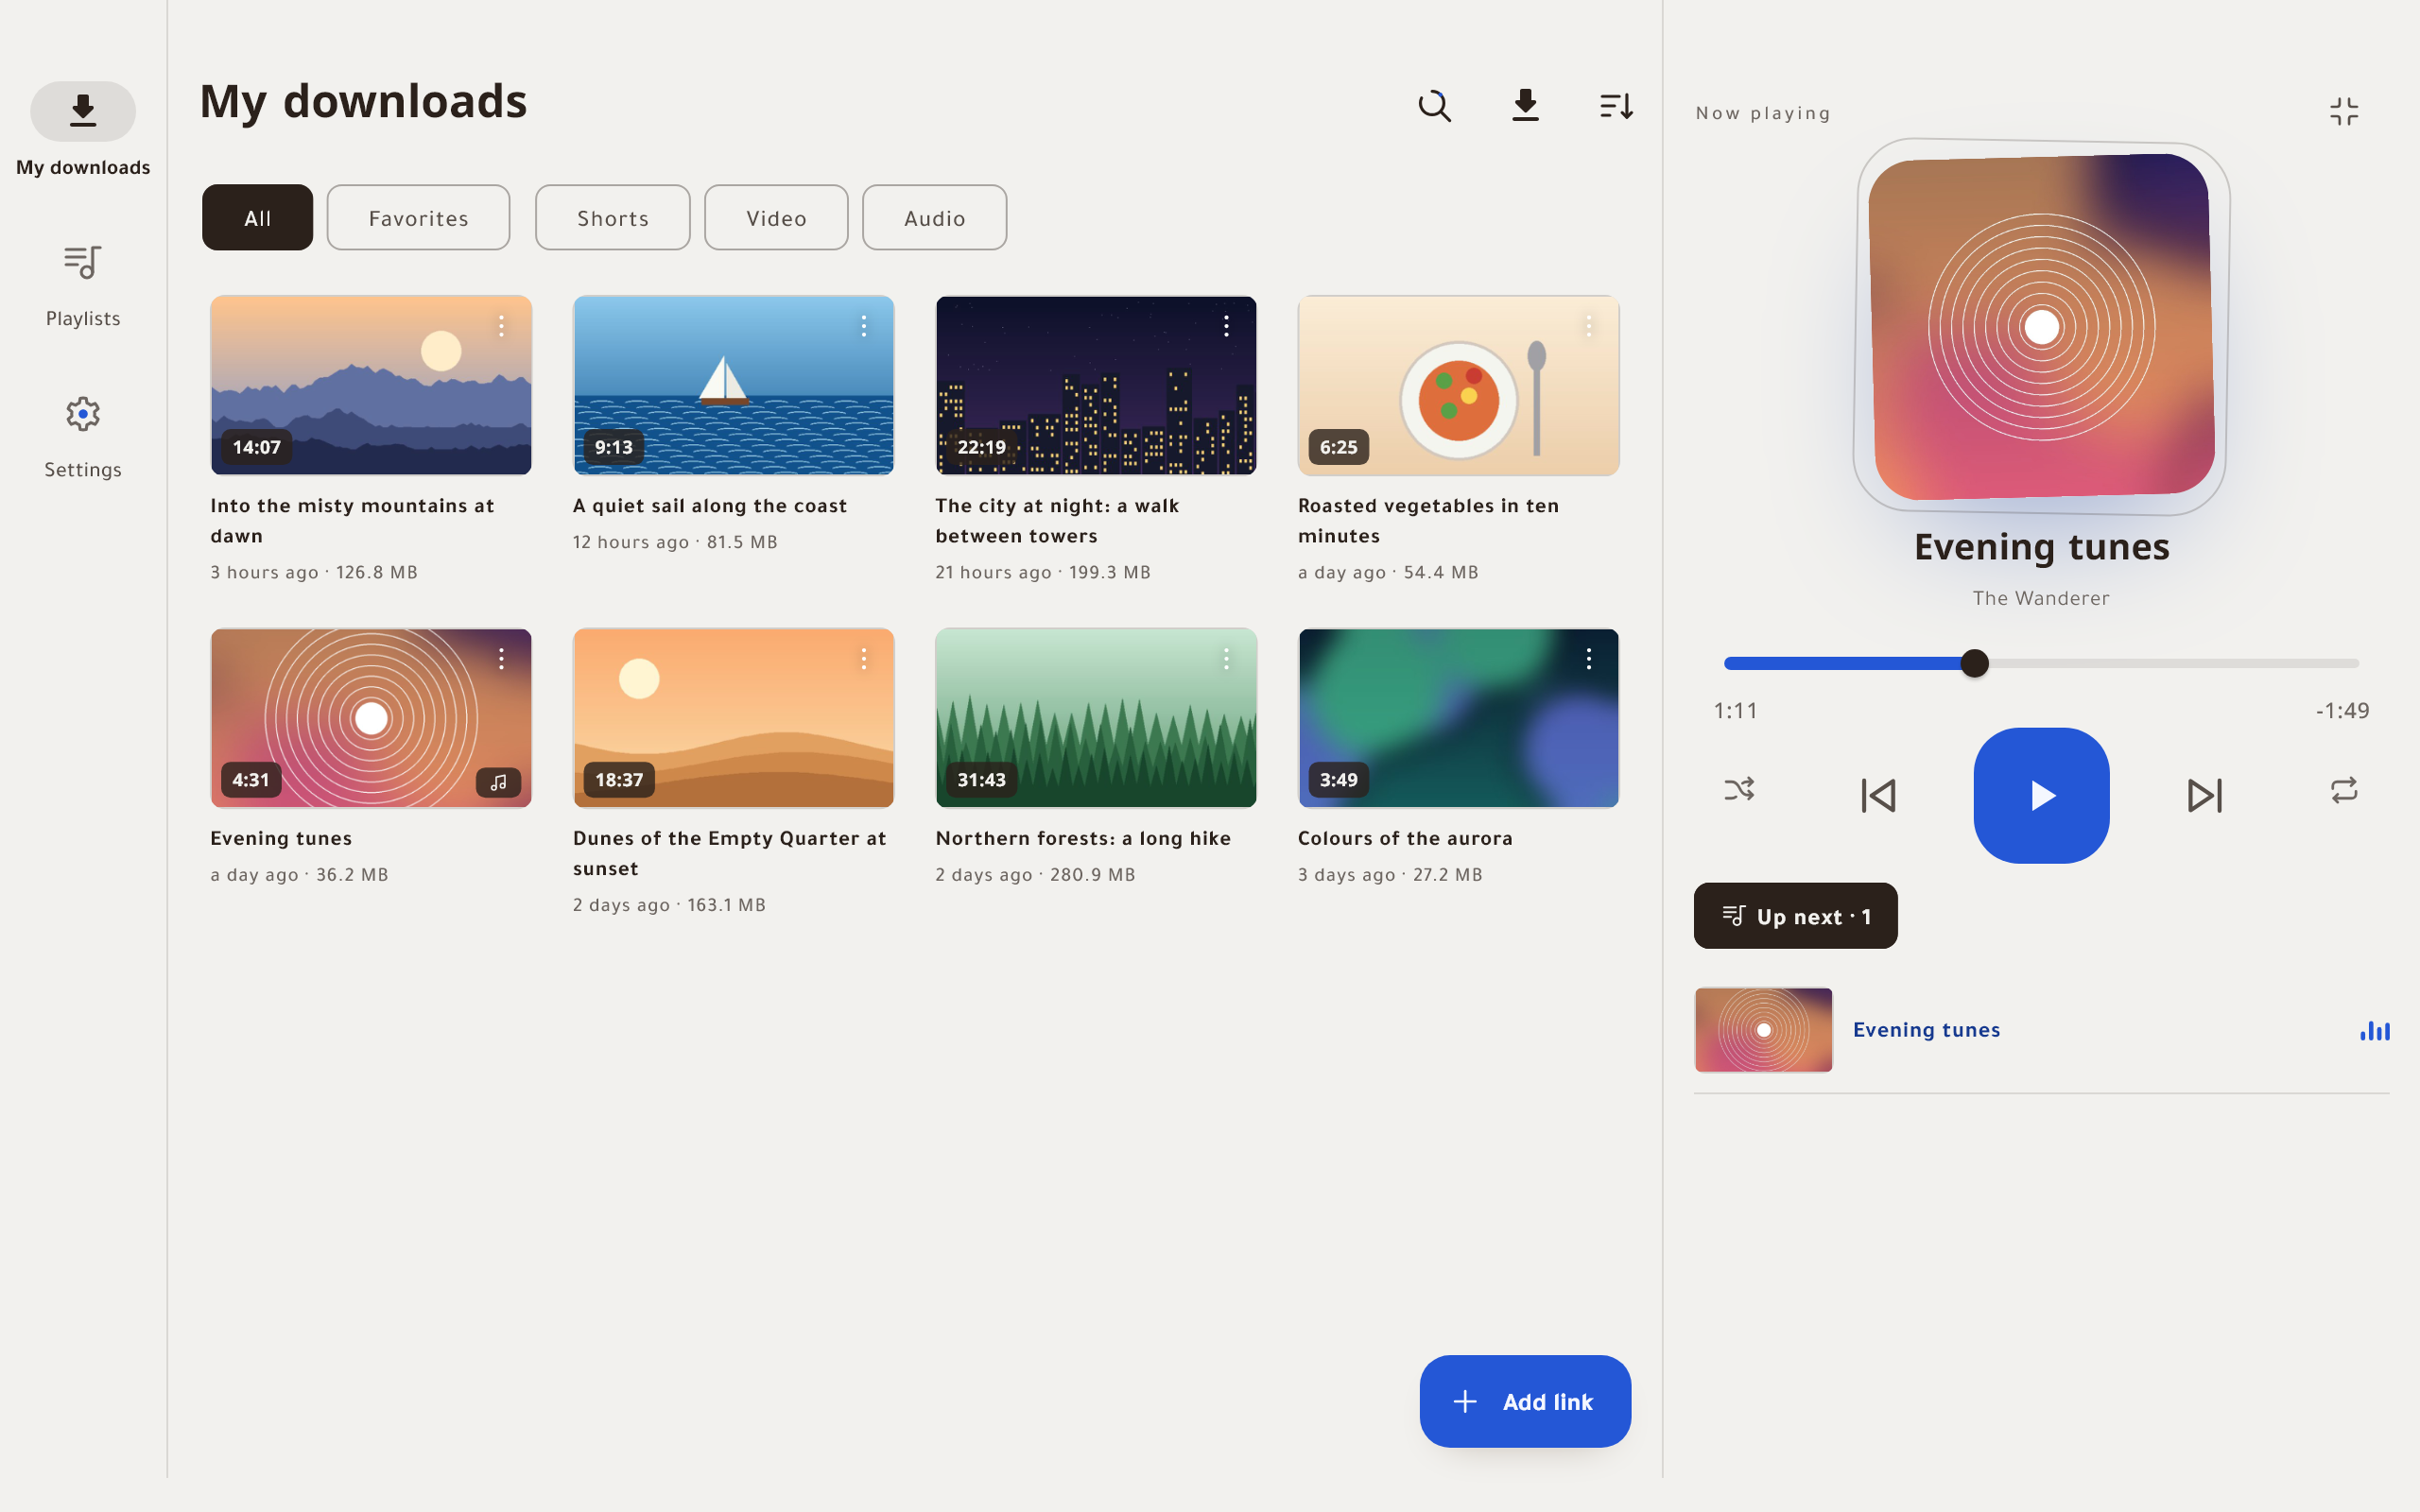 My downloads
Playlists
Settings
My downloads
All
Favorites
Shorts
Video
Audio
14:07
Into the misty mountains at
dawn
3 hours ago · 126.8 MB
9:13
A quiet sail along the coast
12 hours ago · 81.5 MB
22:19
The city at night: a walk
between towers
21 hours ago · 199.3 MB
6:25
Roasted vegetables in ten
minutes
a day ago · 54.4 MB
4:31
Evening tunes
a day ago · 36.2 MB
18:37
Dunes of the Empty Quarter at
sunset
2 days ago · 163.1 MB
31:43
Northern forests: a long hike
2 days ago · 280.9 MB
3:49
Colours of the aurora
3 days ago · 27.2 MB
Add link
Now playing
Evening tunes
The Wanderer
1:11
-1:49
Up next · 1
Evening tunes